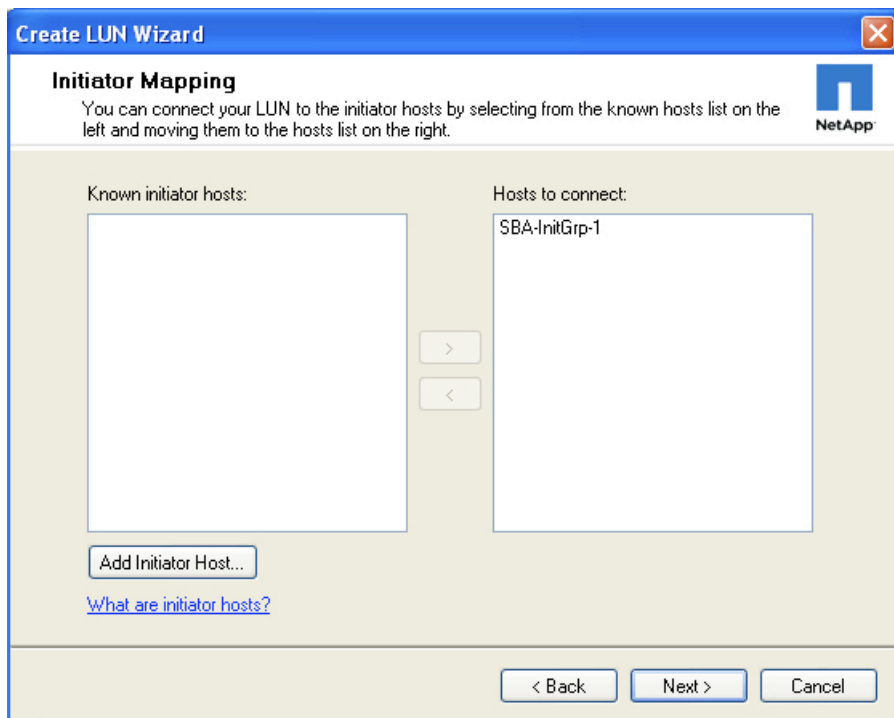 Create LUN Wizard
Initiator Mapping
You can connect your LUN to the initiator hosts by selecting from the known hosts list on the
left and moving them to the hosts list on the right.
NetApp
Known initiator hosts:
Hosts to connect:
SBA-InitGrp-1
>
<
Add Initiator Host...
What are initiator hosts?
< Back
Next >
Cancel